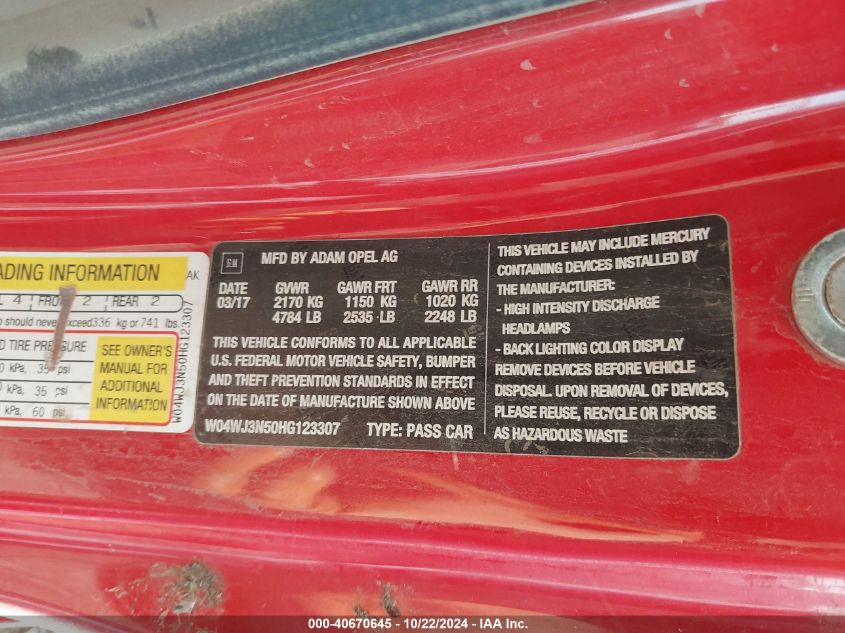 ADING INFORMATION
AK
L 4 FRO 2 REAR 2
o should never exceed 336 kg or 741 lbs.
D TIRE PRESSURE
0 kPa, 35 psi
0 kPa, 35 psi
kPa, 60 psi
SEE OWNER'S
MANUAL FOR
ADDITIONAL
INFORMATION
W04WJ3N50HG123307
GM
MFD BY ADAM OPEL AG
DATE GVWR GAWR FRT GAWR RR
03/17 2170 KG 1150 KG 1020 KG
4784 LB 2535 LB 2248 LB
THIS VEHICLE CONFORMS TO ALL APPLICABLE
U.S. FEDERAL MOTOR VEHICLE SAFETY, BUMPER
AND THEFT PREVENTION STANDARDS IN EFFECT
ON THE DATE OF MANUFACTURE SHOWN ABOVE
W04WJ3N50HG123307 TYPE: PASS CAR
THIS VEHICLE MAY INCLUDE MERCURY
CONTAINING DEVICES INSTALLED BY
THE MANUFACTURER:
- HIGH INTENSITY DISCHARGE
HEADLAMPS
- BACK LIGHTING COLOR DISPLAY
REMOVE DEVICES BEFORE VEHICLE
DISPOSAL. UPON REMOVAL OF DEVICES,
PLEASE REUSE, RECYCLE OR DISPOSE
AS HAZARDOUS WASTE
000-40670645 - 10/22/2024 - IAA Inc.